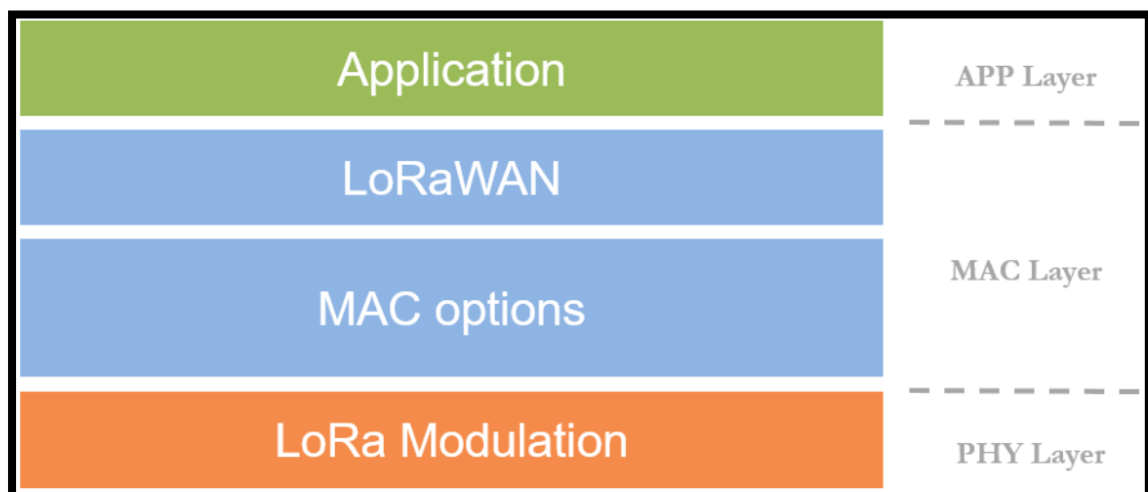 Application
APP Layer
LoRaWAN
MAC options
MAC Layer
LoRa Modulation
PHY Layer